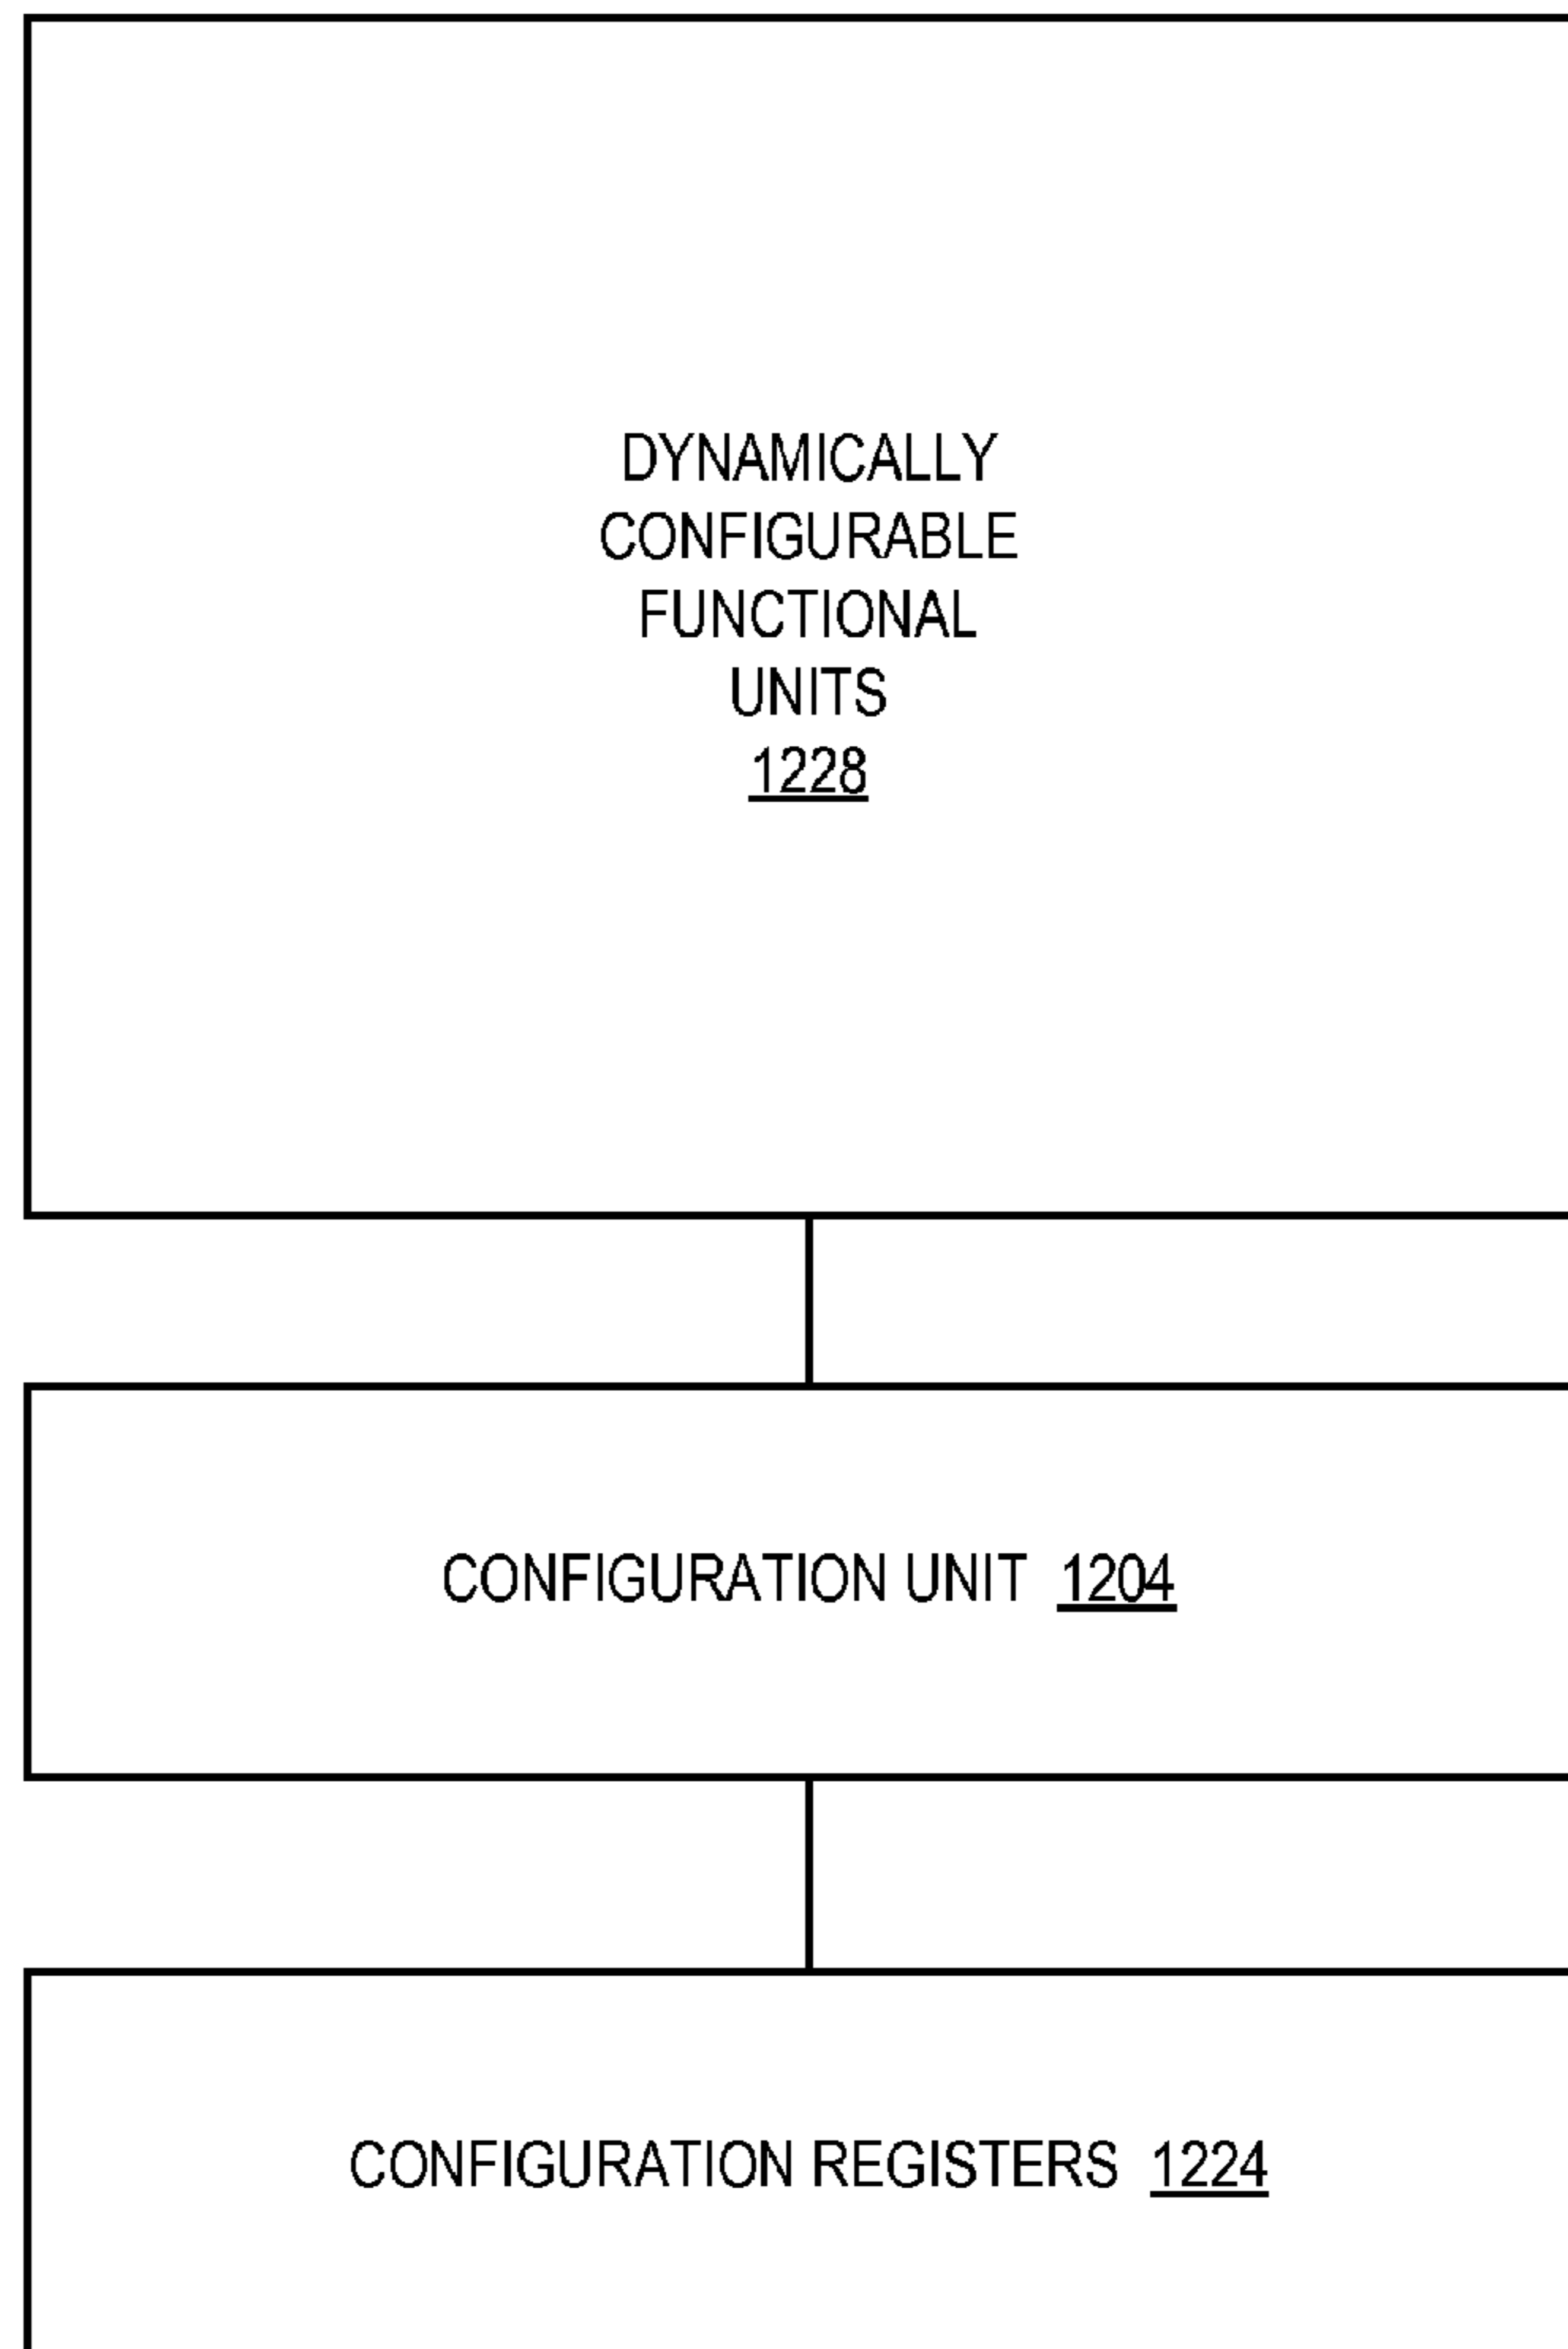 DYNAMICALLY
CONFIGURABLE
FUNCTIONAL
UNITS
1228
CONFIGURATION UNIT 1204
CONFIGURATION REGISTERS 1224